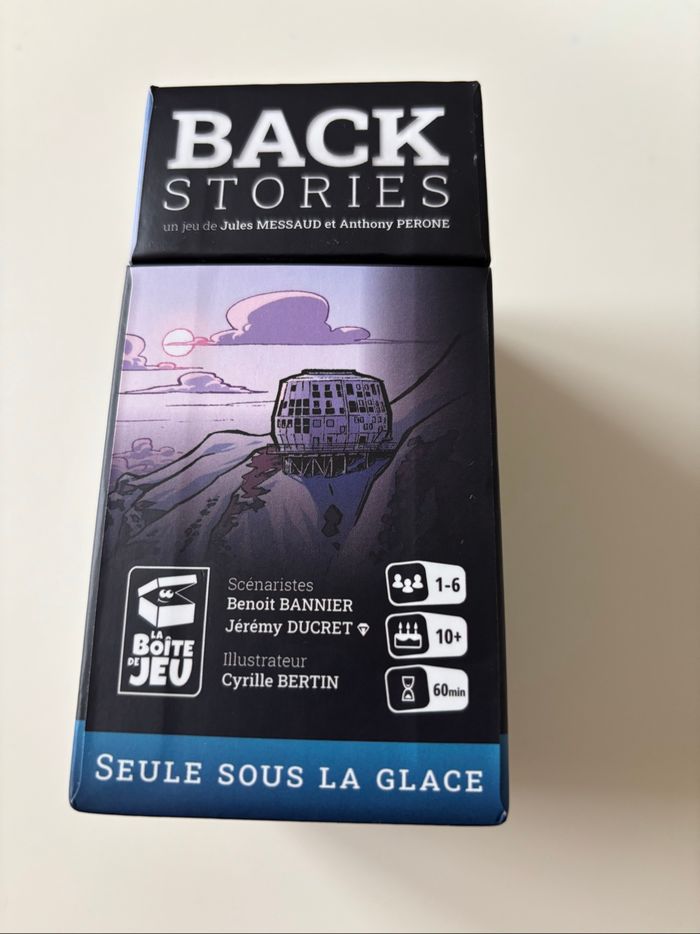 BACK
STORIES
un jeu de Jules MESSAUD et Anthony PERONE
Scénaristes
Benoit BANNIER
Jérémy DUCRET
Illustrateur
Cyrille BERTIN
1-6
10+
60min
LA
BOÎTE
DE
JEU
SEULE SOUS LA GLACE